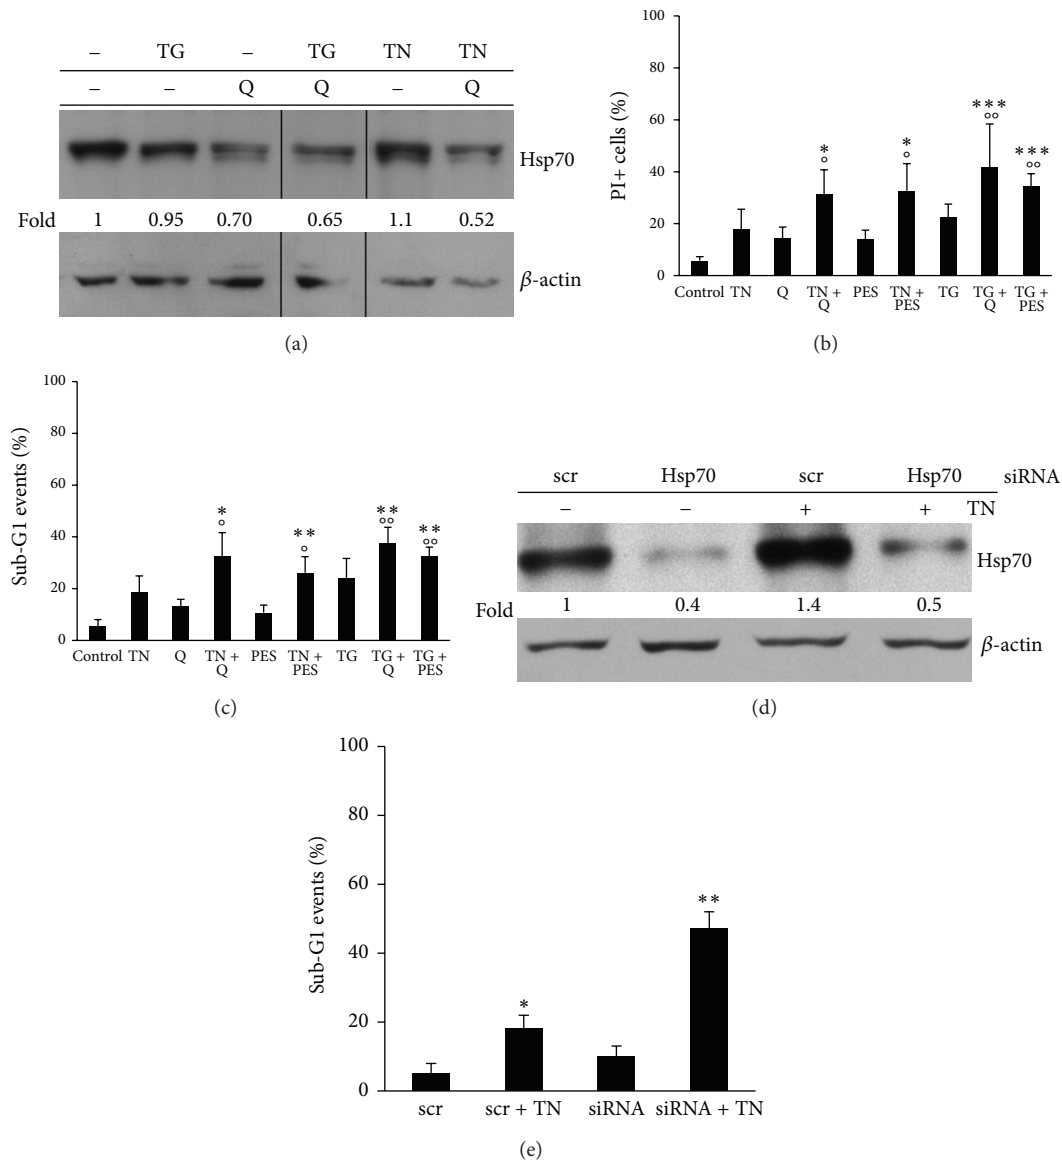 – TG – TG TN TN
– – Q Q – Q
Hsp70
Fold 1 0.95 0.70 0.65 1.1 0.52
β-actin
(a)
100
80
60
40
20
0
PI+ cells (%)
* ° * ° *** °° *** °°
Control TN Q TN + Q PES TN + PES TG TG + Q TG + PES
(b)
100
80
60
40
20
0
Sub-G1 events (%)
* ° ** ° ** °° ** °°
Control TN Q TN + Q PES TN + PES TG TG + Q TG + PES
(c)
scr Hsp70 scr Hsp70 siRNA
– – + + TN
Hsp70
Fold 1 0.4 1.4 0.5
β-actin
(d)
100
80
60
40
20
0
Sub-G1 events (%)
* **
scr scr + TN siRNA siRNA + TN
(e)